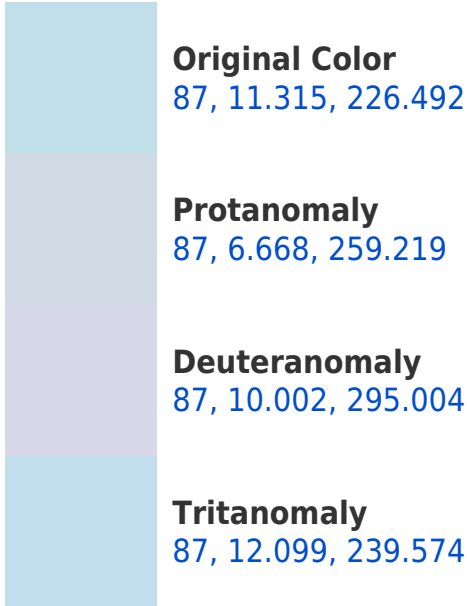 Original Color
87, 11.315, 226.492
Protanomaly
87, 6.668, 259.219
Deuteranomaly
87, 10.002, 295.004
Tritanomaly
87, 12.099, 239.574